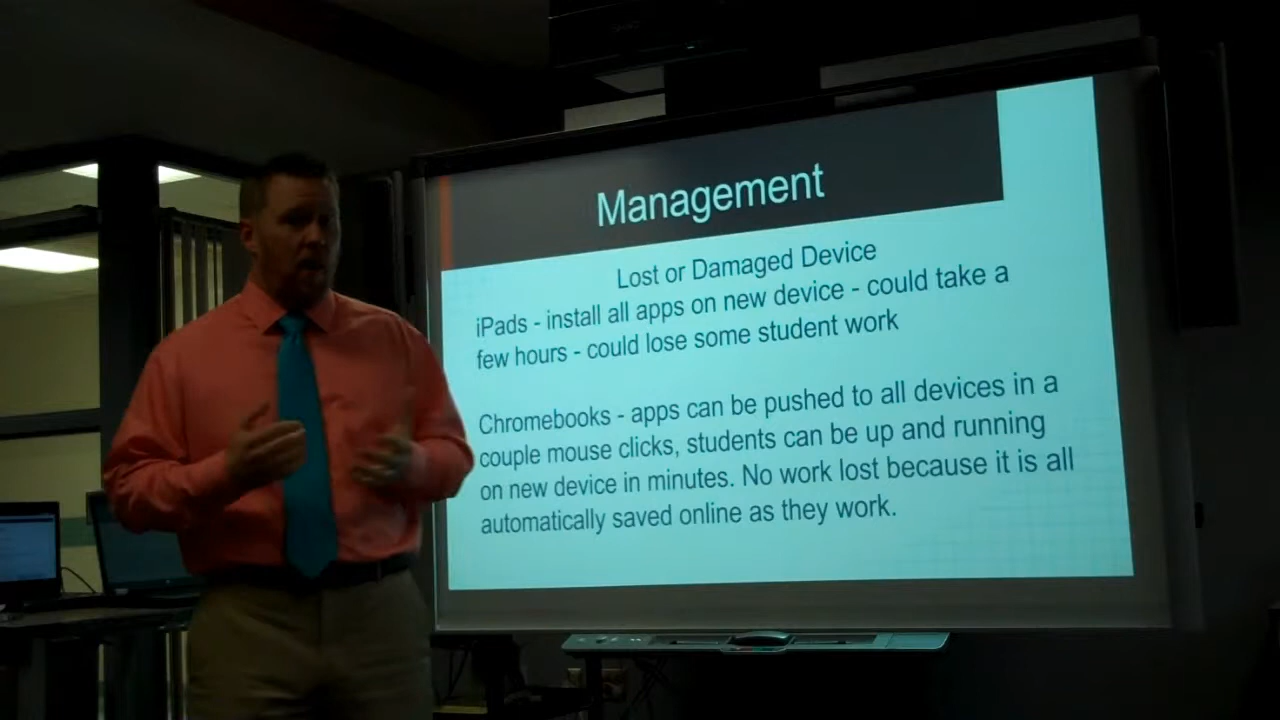 Management
Lost or Damaged Device
iPads - install all apps on new device - could take a
few hours - could lose some student work
Chromebooks - apps can be pushed to all devices in a
couple mouse clicks, students can be up and running
on new device in minutes. No work lost because it is all
automatically saved online as they work.